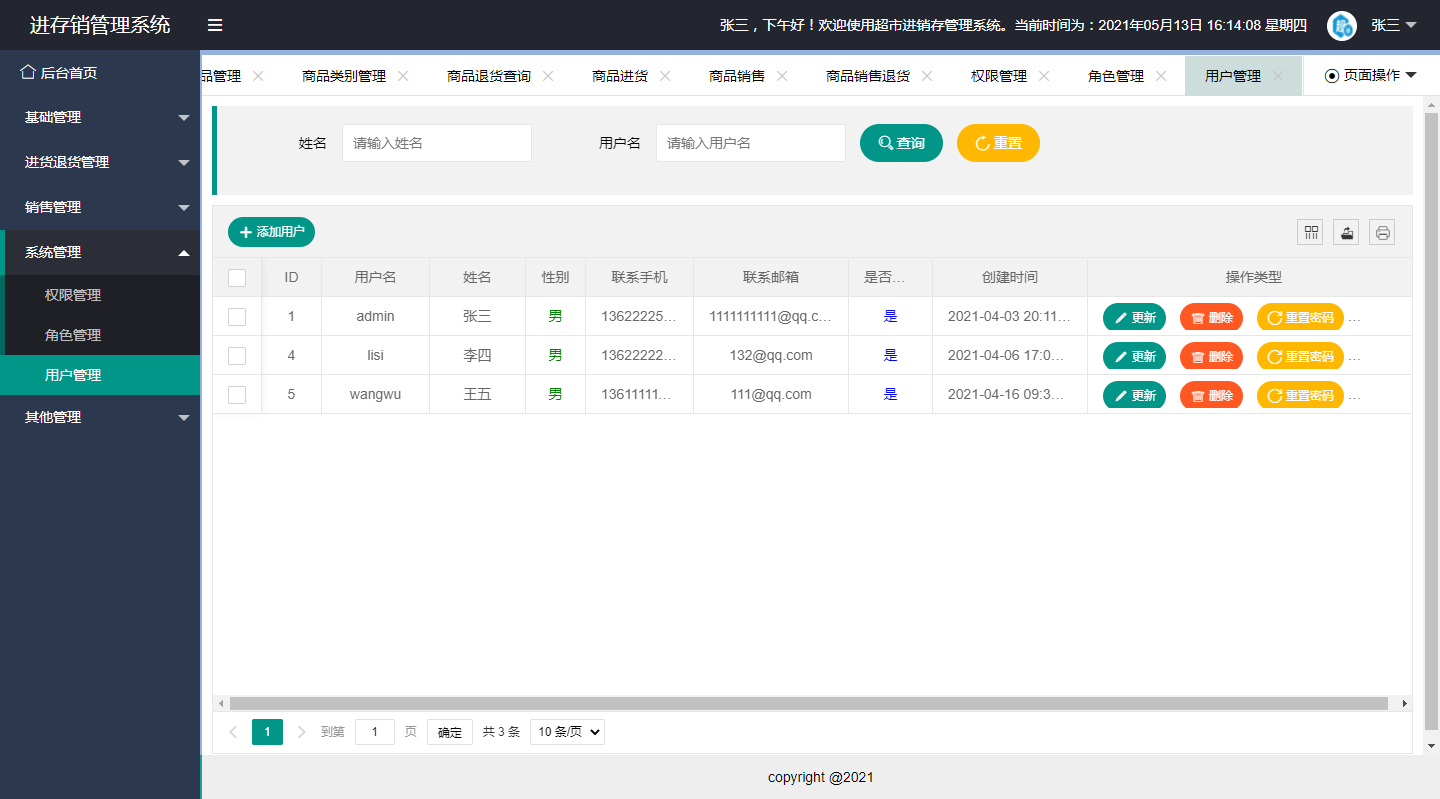 进存销管理系统
张三，下午好！欢迎使用超市进销存管理系统。当前时间为：2021年05月13日 16:14:08 星期四
张三
后台首页
基础管理
进货退货管理
销售管理
系统管理
权限管理
角色管理
用户管理
其他管理
品管理 商品类别管理 商品退货查询 商品进货 商品销售 商品销售退货 权限管理 角色管理 用户管理 页面操作
姓名 请输入姓名 用户名 请输入用户名 查询 重置
添加用户
ID 用户名 姓名 性别 联系手机 联系邮箱 是否... 创建时间 操作类型
1 admin 张三 男 13622225... 1111111111@qq.c... 是 2021-04-03 20:11... 更新 删除 重置密码 ...
4 lisi 李四 男 13622222... 132@qq.com 是 2021-04-06 17:0... 更新 删除 重置密码 ...
5 wangwu 王五 男 13611111... 111@qq.com 是 2021-04-16 09:3... 更新 删除 重置密码 ...
1 到第 1 页 确定 共 3 条 10 条/页
copyright @2021